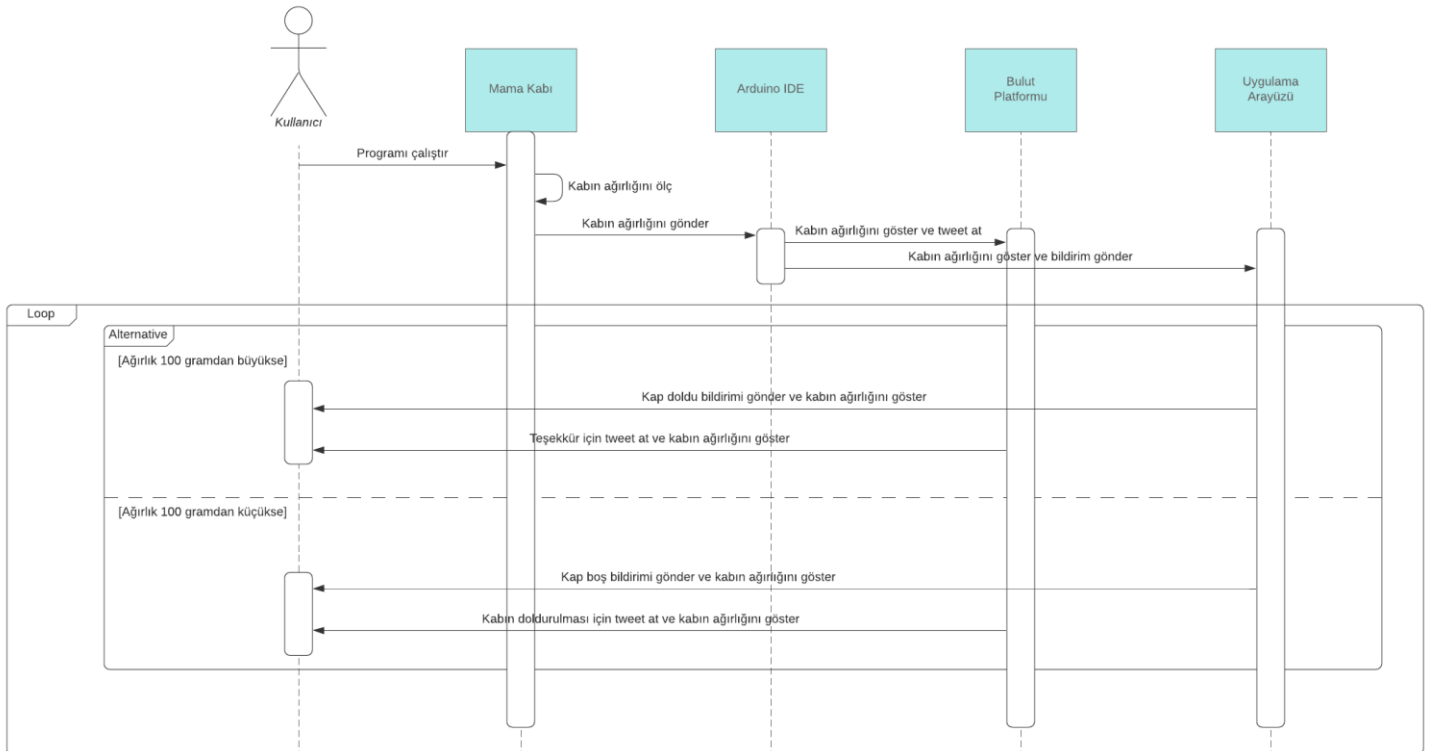 Kullanıcı
Mama Kabı
Arduino IDE
Bulut
Platformu
Uygulama
Arayüzü
Programı çalıştır
Kabın ağırlığını ölç
Kabın ağırlığını gönder
Kabın ağırlığını göster ve tweet at
Kabın ağırlığını göster ve bildirim gönder
Loop
Alternative
[Ağırlık 100 gramdan büyükse]
Kap doldu bildirimi gönder ve kabın ağırlığını göster
Teşekkür için tweet at ve kabın ağırlığını göster
[Ağırlık 100 gramdan küçükse]
Kap boş bildirimi gönder ve kabın ağırlığını göster
Kabın doldurulması için tweet at ve kabın ağırlığını göster